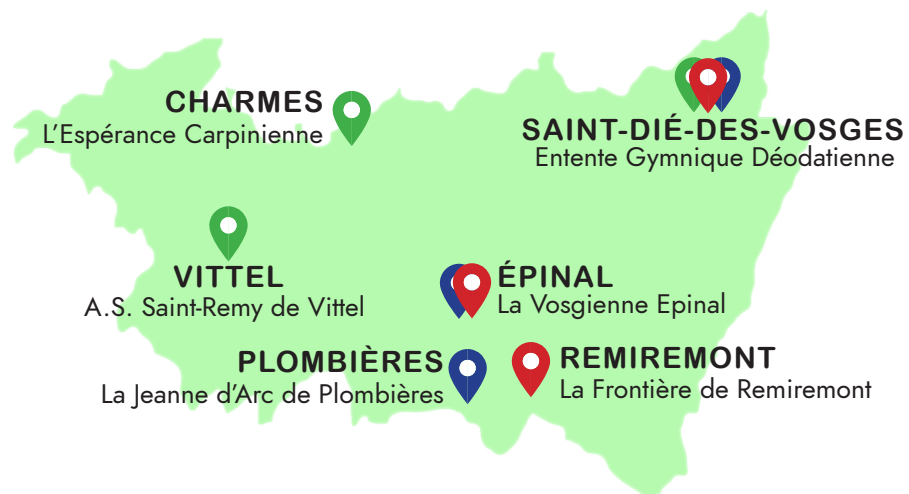 CHARMES
L'Espérance Carpinienne
SAINT-DIÉ-DES-VOSGES
Entente Gymnique Déodatienne
VITTEL
A.S. Saint-Remy de Vittel
ÉPINAL
La Vosgienne Epinal
PLOMBIÈRES
La Jeanne d'Arc de Plombières
REMIREMONT
La Frontière de Remiremont